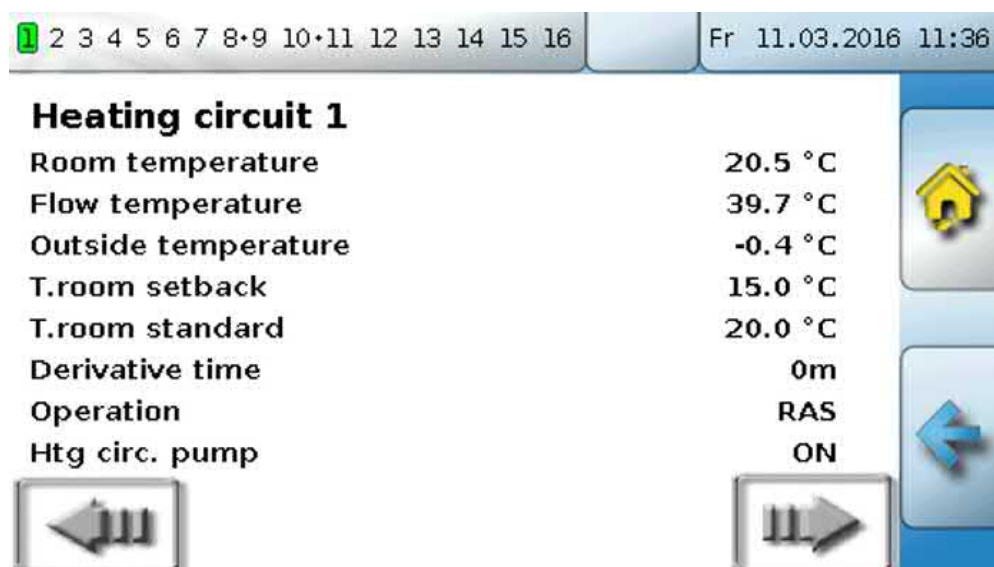 1 2 3 4 5 6 7 8•9 10•11 12 13 14 15 16 Fr 11.03.2016 11:36
Heating circuit 1
Room temperature 20.5 °C
Flow temperature 39.7 °C
Outside temperature -0.4 °C
T.room setback 15.0 °C
T.room standard 20.0 °C
Derivative time 0m
Operation RAS
Htg circ. pump ON